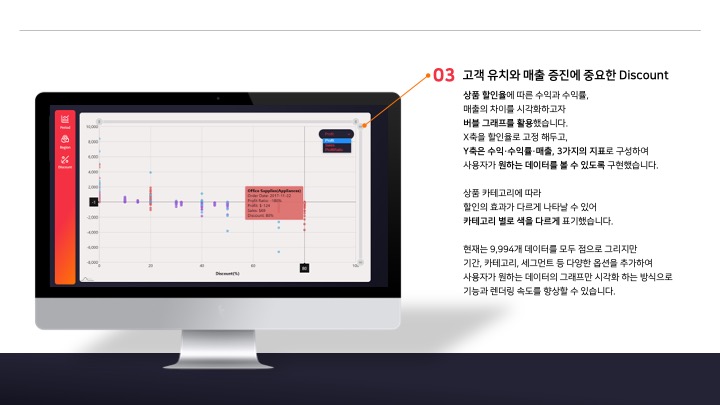 03 고객 유치와 매출 증진에 중요한 Discount
상품 할인율에 따른 수익과 수익률,
매출의 차이를 시각화하고자
버블 그래프를 활용했습니다.
X축을 할인율로 고정 해두고,
Y축은 수익·수익률·매출, 3가지의 지표로 구성하여
사용자가 원하는 데이터를 볼 수 있도록 구현했습니다.
상품 카테고리에 따라
할인의 효과가 다르게 나타날 수 있어
카테고리 별로 색을 다르게 표기했습니다.
현재는 9,994개 데이터를 모두 점으로 그리지만
기간, 카테고리, 세그먼트 등 다양한 옵션을 추가하여
사용자가 원하는 데이터의 그래프만 시각화 하는 방식으로
기능과 렌더링 속도를 향상할 수 있습니다.
Period
Region
Discount
10,000
8,000
6,000
4,000
2,000
-2,000
-4,000
-6,000
-8,000
0
20
40
60
80
Discount(%)
Profit
Office Supplies(Appliances)
Order Date: 2017-11-22
Profit Ratio: -180%
Profit: $-124
Sales: $69
Discount: 80%